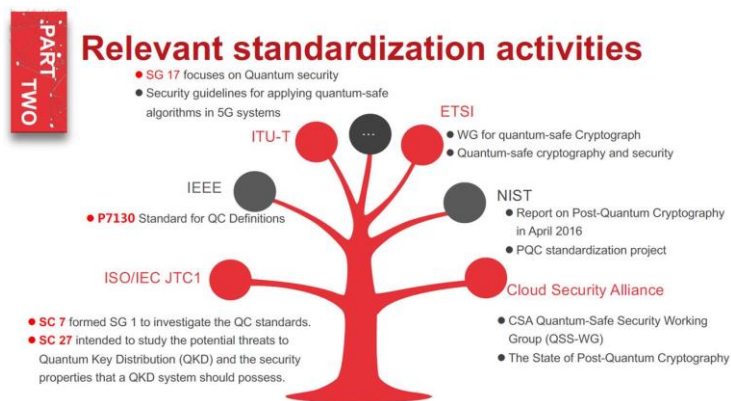 PART TWO
Relevant standardization activities
SG 17 focuses on Quantum security
Security guidelines for applying quantum-safe
algorithms in 5G systems
ITU-T
...
ETSI
WG for quantum-safe Cryptograph
Quantum-safe cryptography and security
IEEE
P7130 Standard for QC Definitions
NIST
Report on Post-Quantum Cryptography
in April 2016
PQC standardization project
ISO/IEC JTC1
SC 7 formed SG 1 to investigate the QC standards.
SC 27 intended to study the potential threats to
Quantum Key Distribution (QKD) and the security
properties that a QKD system should possess.
Cloud Security Alliance
CSA Quantum-Safe Security Working
Group (QSS-WG)
The State of Post-Quantum Cryptography